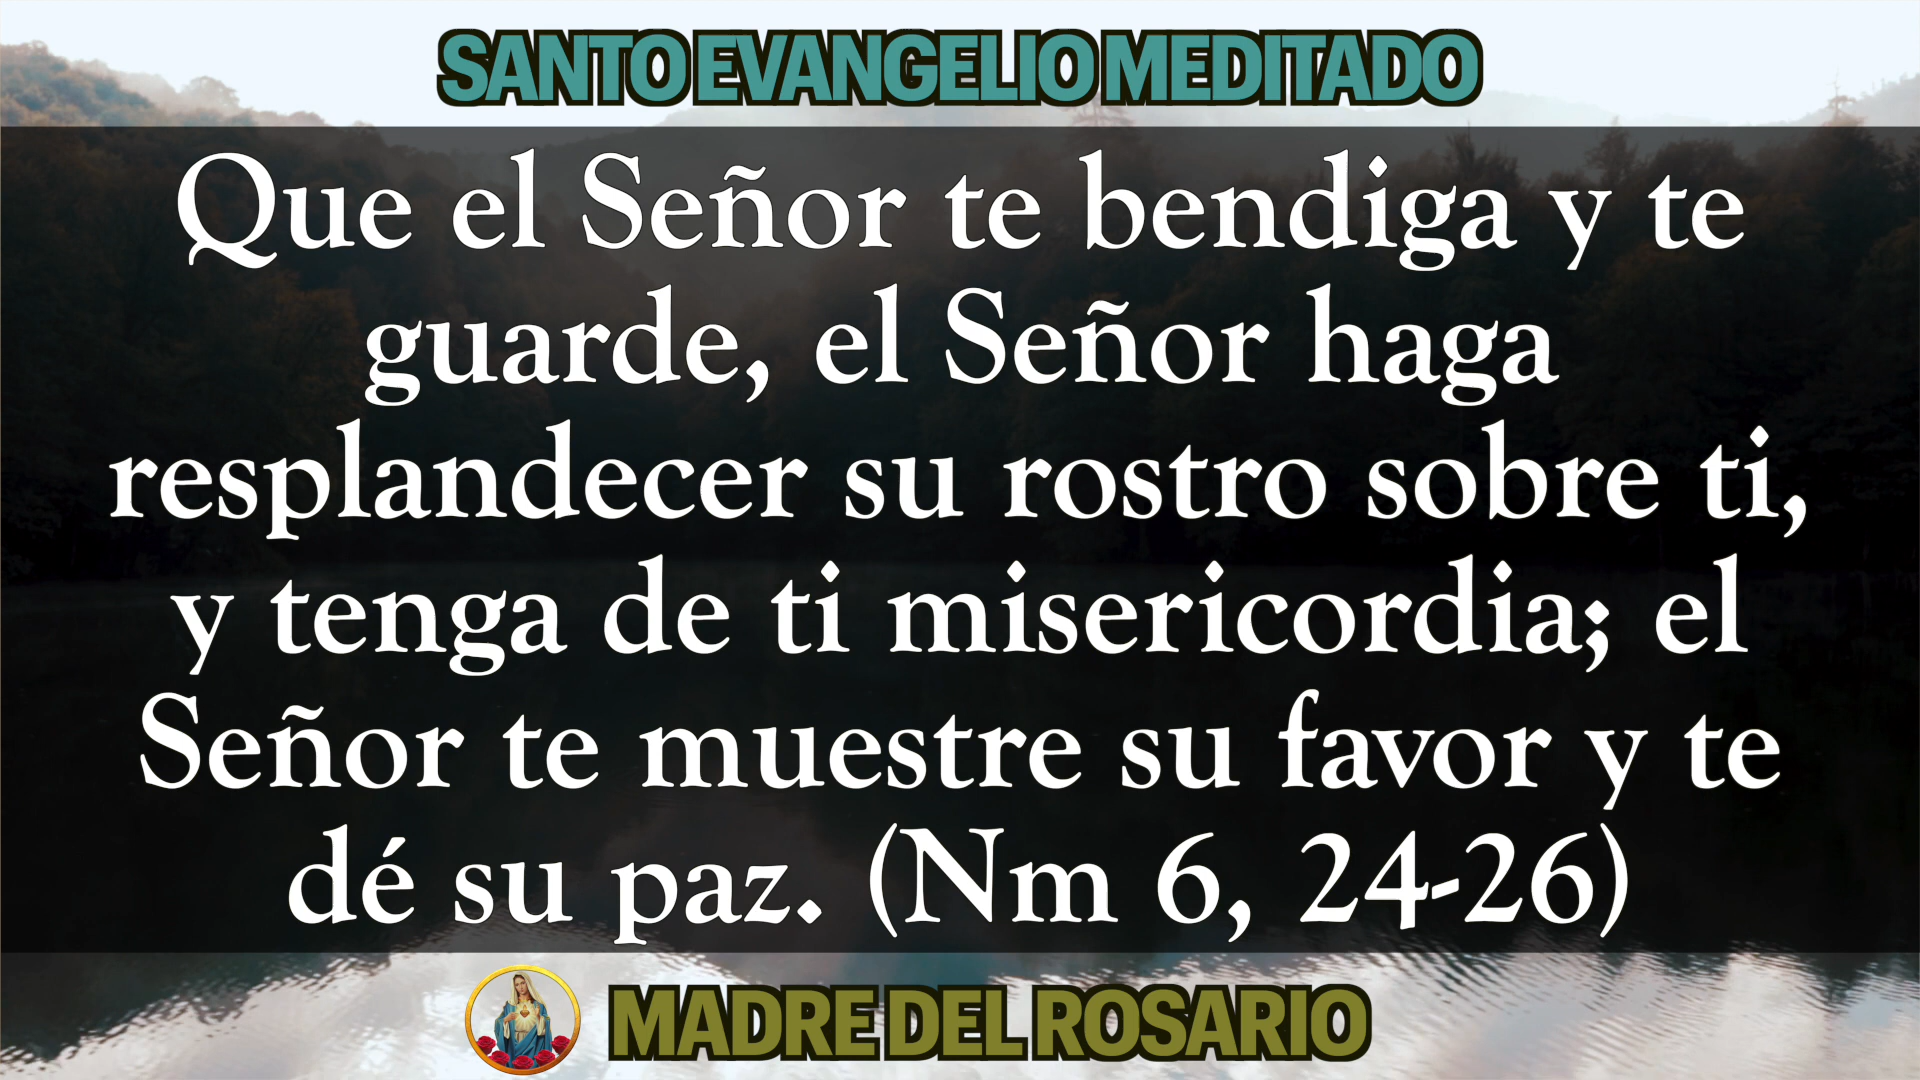 SANTO EVANGELIO MEDITADO
Que el Señor te bendiga y te
guarde, el Señor haga
resplandecer su rostro sobre ti,
y tenga de ti misericordia; el
Señor te muestre su favor y te
dé su paz. (Nm 6, 24-26)
MADRE DEL ROSARIO